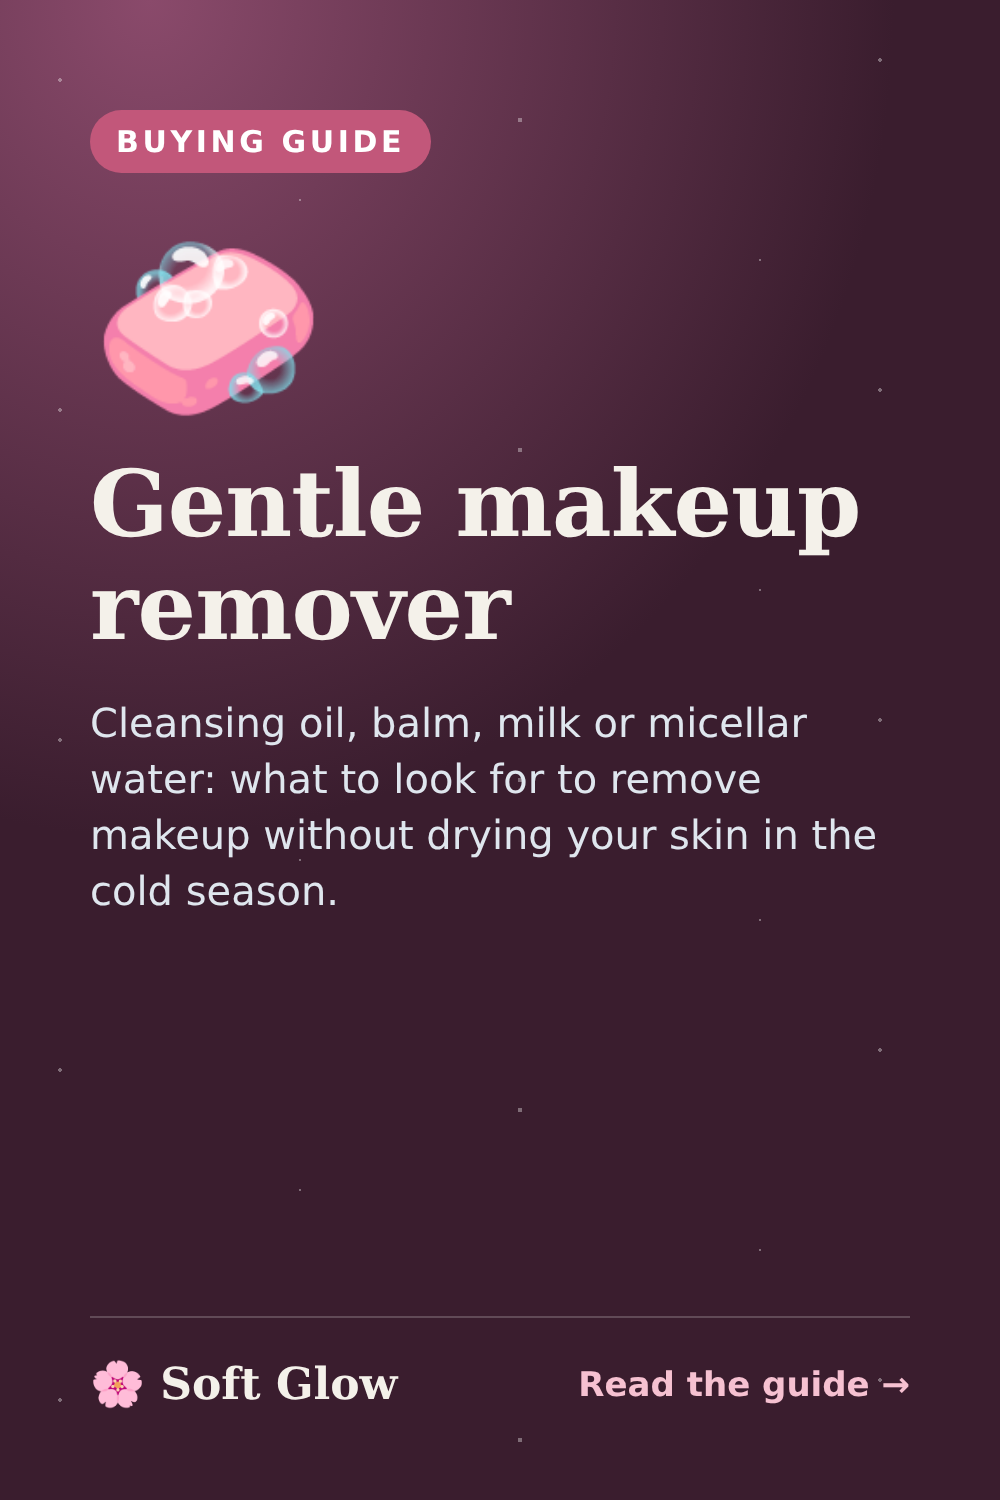 BUYING GUIDE
Gentle makeup
remover
Cleansing oil, balm, milk or micellar
water: what to look for to remove
makeup without drying your skin in the
cold season.
Soft Glow
Read the guide →